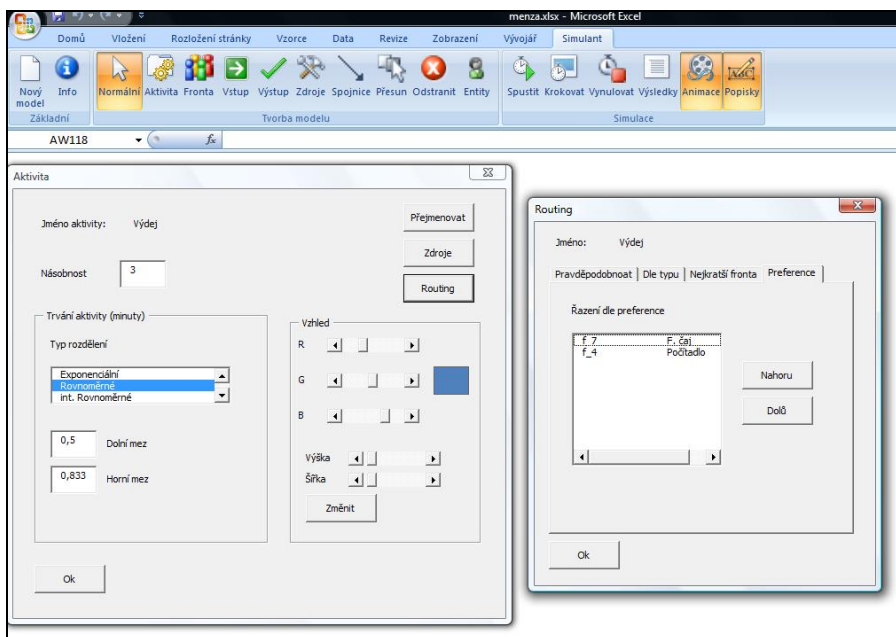 menza.xlsx - Microsoft Excel
Domů Vložení Rozložení stránky Vzorce Data Revize Zobrazení Vývojář Simulant
Nový model Info Normální Aktivita Fronta Vstup Výstup Zdroje Spojnice Přesun Odstranit Entity Spustit Krokovat Vynulovat Výsledky Animace Popisky
Základní Tvorba modelu Simulace
AW118 fx
Aktivita
Jméno aktivity: Výdej
Přejmenovat
Zdroje
Násobnost 3
Routing
Trvání aktivity (minuty)
Typ rozdělení
Exponenciální
Rovnoměrné
int. Rovnoměrné
0,5 Dolní mez
0,833 Horní mez
Vzhled
R
G
B
Výška
Šířka
Změnit
Ok
Routing
Jméno: Výdej
Pravděpodobnoat Dle typu Nejkratší fronta Preference
Řazení dle preference
f_7 F. čaj
f_4 Počítadlo
Nahoru
Dolů
Ok